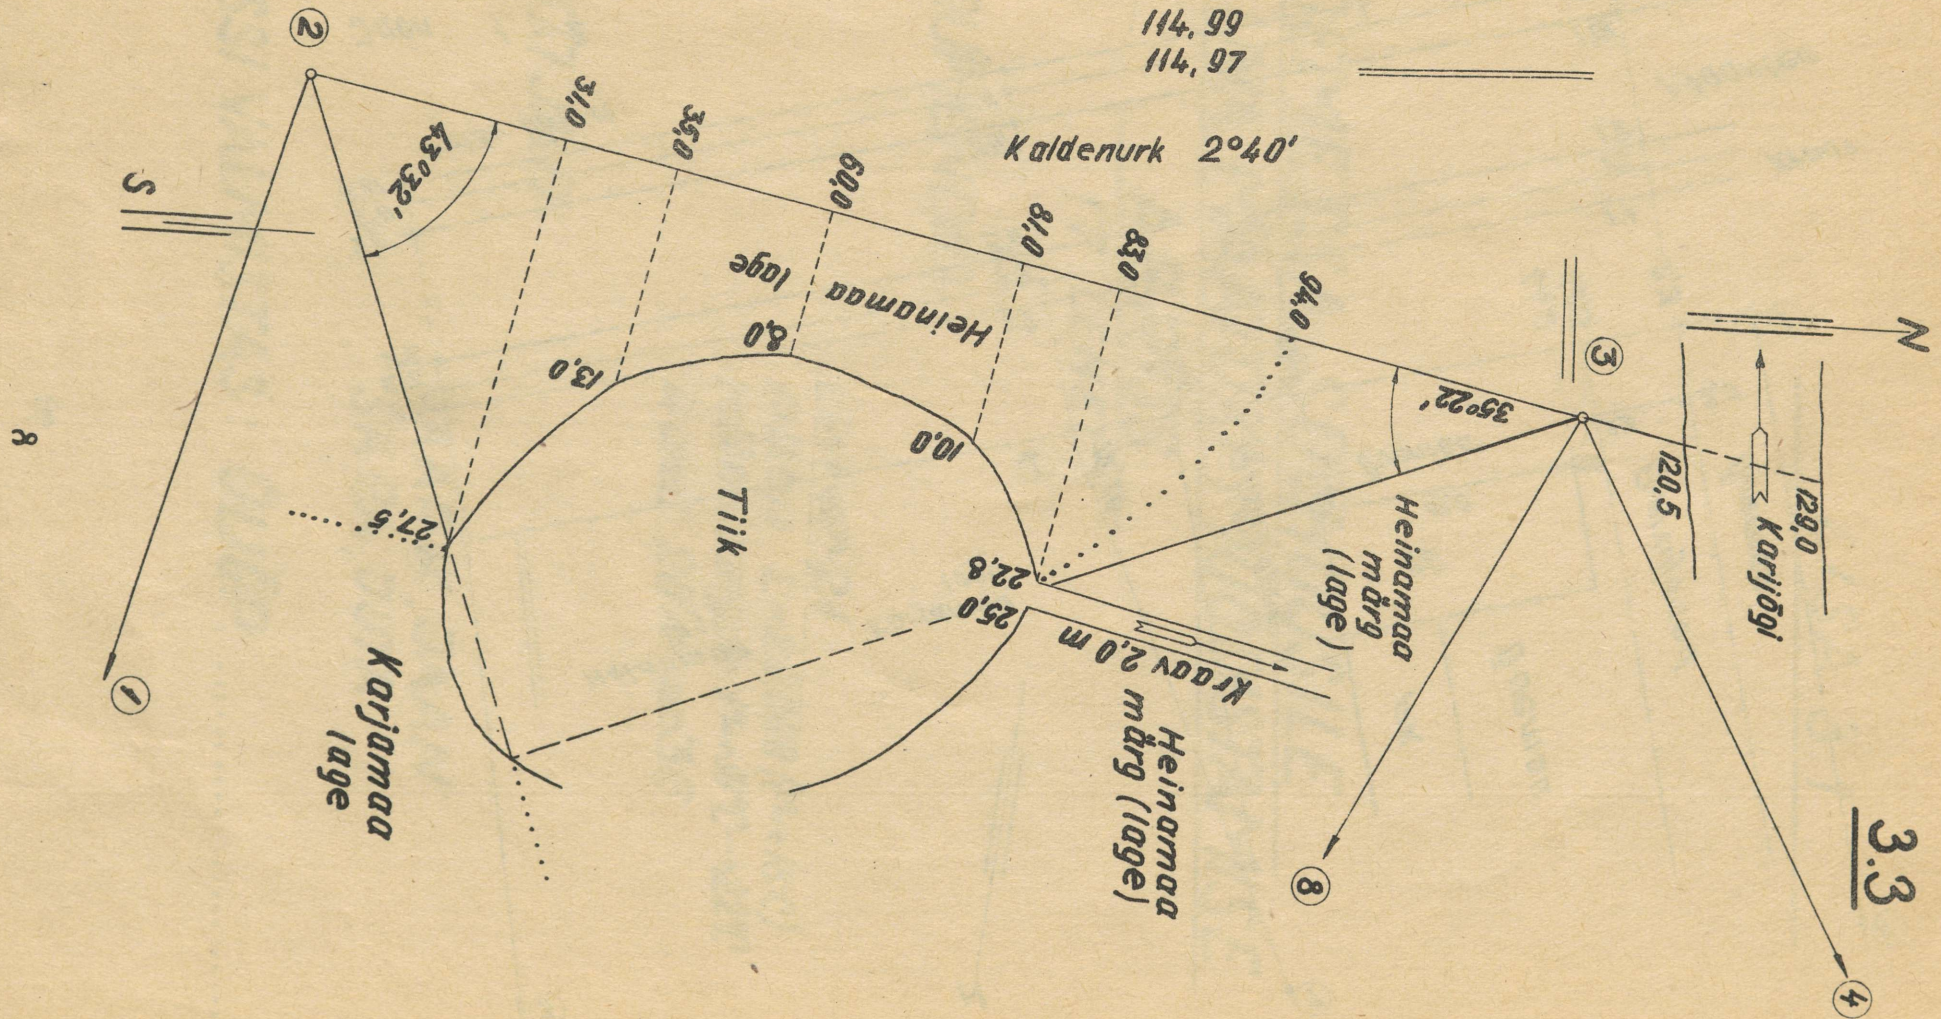 3.3
114,99
114,97
Kaldenurk 2°40'
N
S
2
3
1
8
4
31,0
35,0
60,0
81,0
83,0
94,0
120,5
129,0
Karijõgi
43°32'
35°22'
Heinamaa
lage
13,0
8,0
10,0
22,8
25,0
27,5
Tiik
Kraav 2,0 m
Heinamaa
märg
(lage)
Heinamaa
märg (lage)
Karjamaa
lage
8